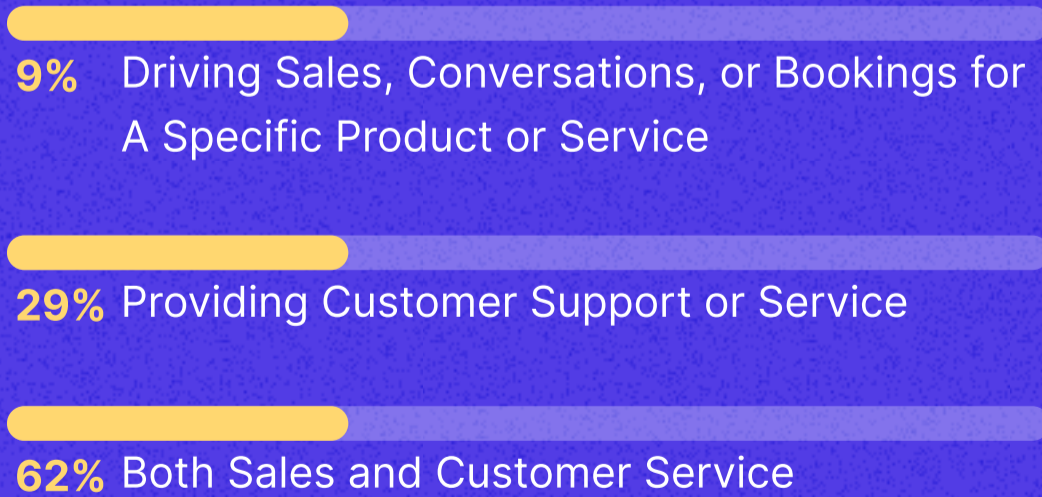 9% Driving Sales, Conversations, or Bookings for
A Specific Product or Service
29% Providing Customer Support or Service
62% Both Sales and Customer Service